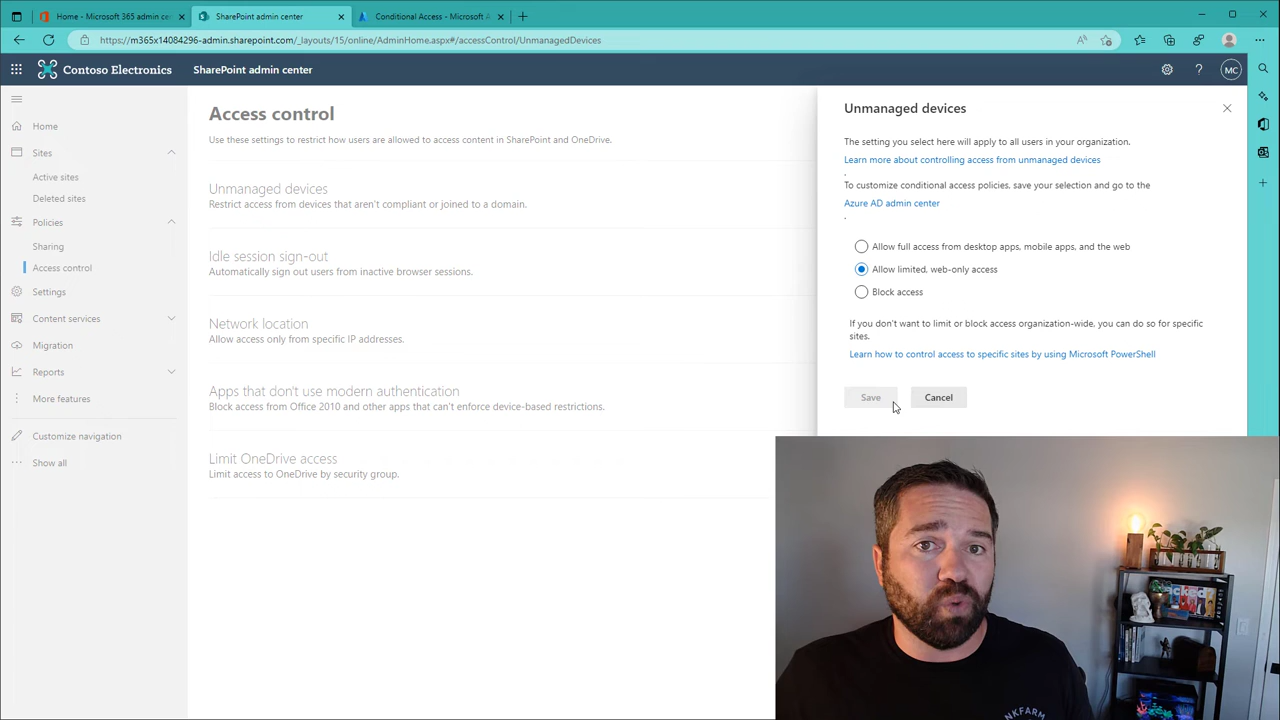 Home - Microsoft 365 admin ce
SharePoint admin center
Conditional Access - Microsoft A
https://m365x14084296-admin.sharepoint.com/_layouts/15/online/AdminHome.aspx#/accessControl/UnmanagedDevices
Contoso Electronics
SharePoint admin center
MC
Home
Sites
Active sites
Deleted sites
Policies
Sharing
Access control
Settings
Content services
Migration
Reports
More features
Customize navigation
Show all
Access control
Use these settings to restrict how users are allowed to access content in SharePoint and OneDrive.
Unmanaged devices
Restrict access from devices that aren't compliant or joined to a domain.
Idle session sign-out
Automatically sign out users from inactive browser sessions.
Network location
Allow access only from specific IP addresses.
Apps that don't use modern authentication
Block access from Office 2010 and other apps that can't enforce device-based restrictions.
Limit OneDrive access
Limit access to OneDrive by security group.
Unmanaged devices
The setting you select here will apply to all users in your organization.
Learn more about controlling access from unmanaged devices
.
To customize conditional access policies, save your selection and go to the
Azure AD admin center
.
Allow full access from desktop apps, mobile apps, and the web
Allow limited, web-only access
Block access
If you don't want to limit or block access organization-wide, you can do so for specific
sites.
Learn how to control access to specific sites by using Microsoft PowerShell
Save
Cancel
NKFARM